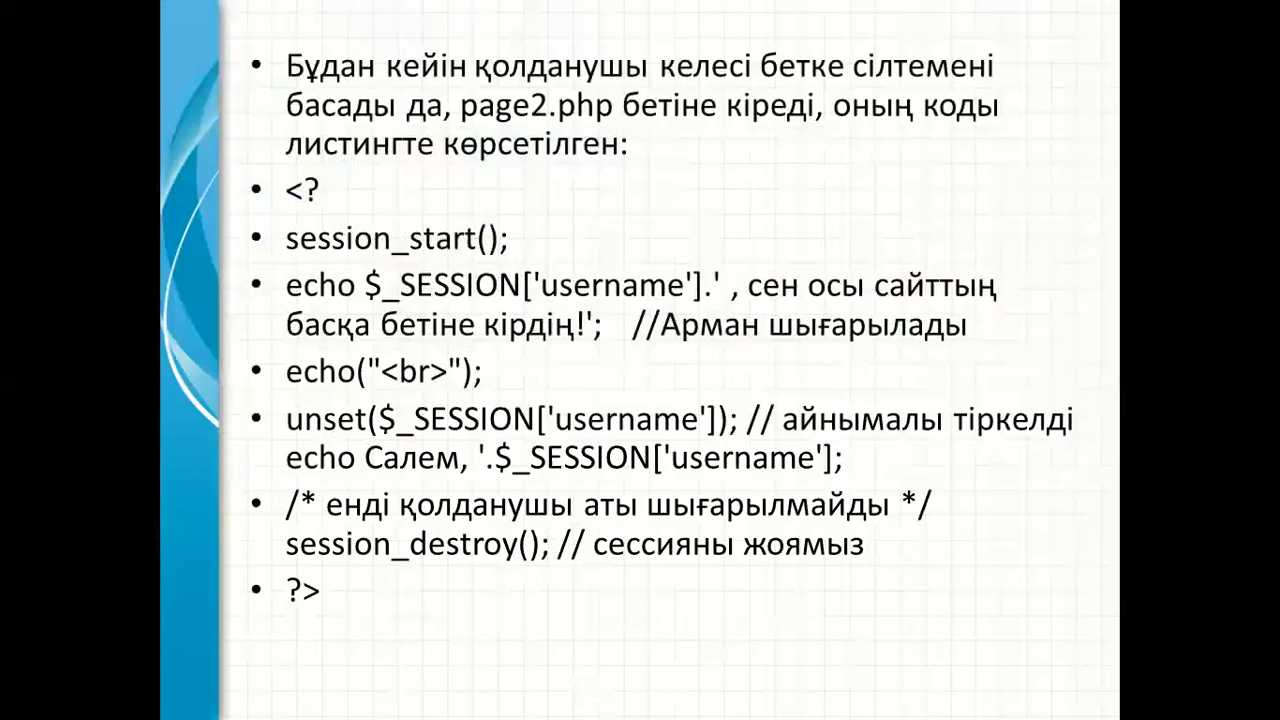 • Бұдан кейін қолданушы келесі бетке сілтемені
басады да, page2.php бетіне кіреді, оның коды
листингте көрсетілген:
• <?
• session_start();
• echo $_SESSION['username'].' , сен осы сайттың
басқа бетіне кірдің!'; //Арман шығарылады
• echo("<br>");
• unset($_SESSION['username']); // айнымалы тіркелді
echo Салем, '.$_SESSION['username'];
• /* енді қолданушы аты шығарылмайды */
session_destroy(); // сессияны жоямыз
• ?>